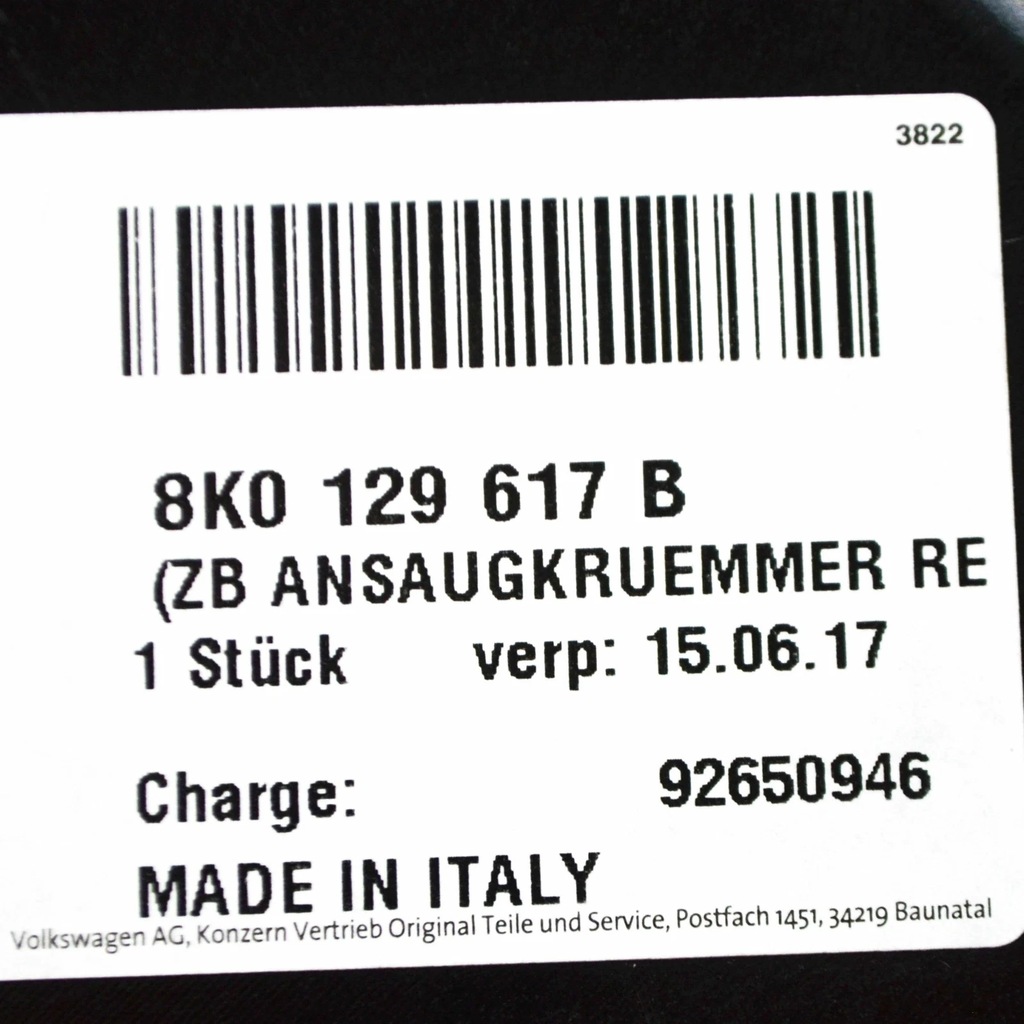 3822
8K0 129 617 B
(ZB ANSAUGKRUEMMER RE
1 Stück verp: 15.06.17
Charge: 92650946
MADE IN ITALY
Volkswagen AG, Konzern Vertrieb Original Teile und Service, Postfach 1451, 34219 Baunatal